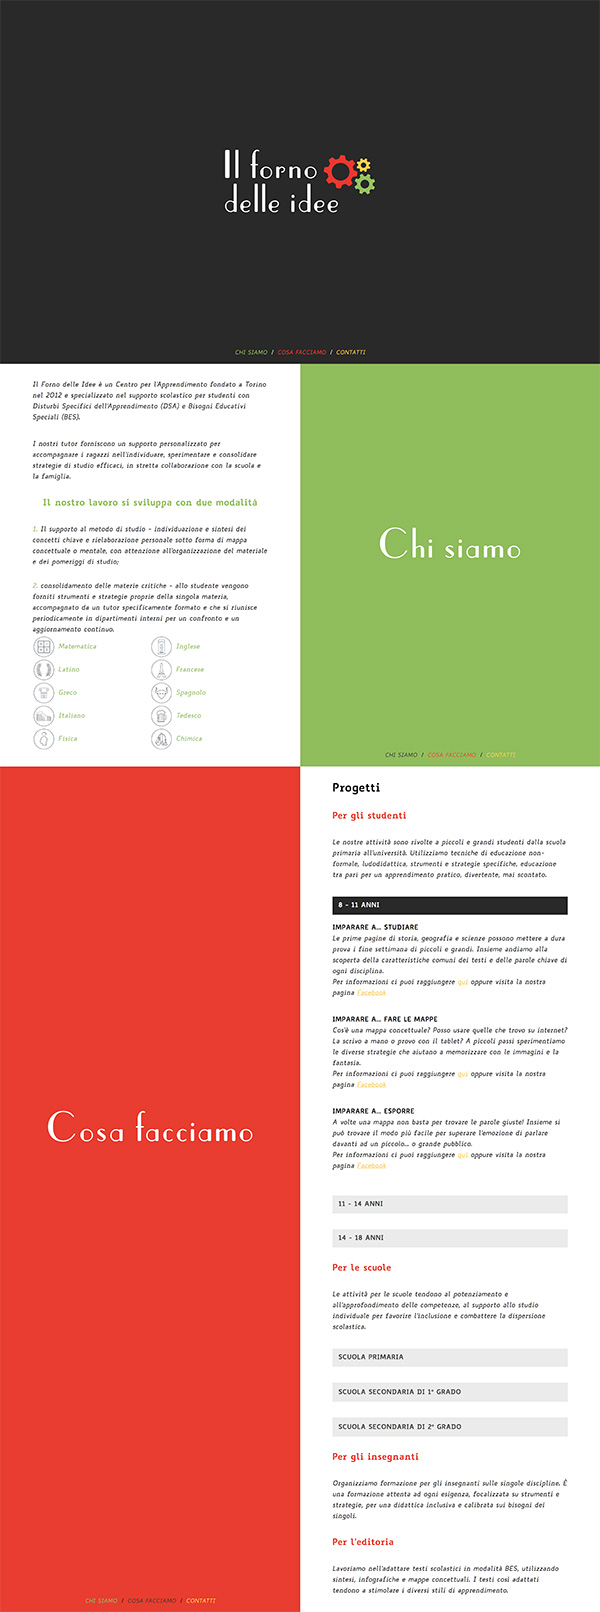 Il forno
delle idee
CHI SIAMO / COSA FACCIAMO / CONTATTI
Il Forno delle Idee è un Centro per l'Apprendimento fondato a Torino
nel 2012 e specializzato nel supporto scolastico per studenti con
Disturbi Specifici dell'Apprendimento (DSA) e Bisogni Educativi
Speciali (BES).
I nostri tutor forniscono un supporto personalizzato per
accompagnare i ragazzi nell'individuare, sperimentare e consolidare
strategie di studio efficaci, in stretta collaborazione con la scuola e
la famiglia.
Il nostro lavoro si sviluppa con due modalità
1. Il supporto al metodo di studio - individuazione e sintesi dei
concetti chiave e rielaborazione personale sotto forma di mappa
concettuale o mentale, con attenzione all'organizzazione del materiale
e dei pomeriggi di studio;
2. consolidamento delle materie critiche - allo studente vengono
forniti strumenti e strategie proprie della singola materia,
accompagnato da un tutor specificamente formato e che si riunisce
periodicamente in dipartimenti interni per un confronto e un
aggiornamento continuo.
Matematica
Inglese
Latino
Francese
Greco
Spagnolo
Italiano
Tedesco
Fisica
Chimica
Chi siamo
CHI SIAMO / COSA FACCIAMO / CONTATTI
Cosa facciamo
CHI SIAMO / COSA FACCIAMO / CONTATTI
Progetti
Per gli studenti
Le nostre attività sono rivolte a piccoli e grandi studenti dalla scuola
primaria all'università. Utilizziamo tecniche di educazione non-
formale, ludodidattica, strumenti e strategie specifiche, educazione
tra pari per un apprendimento pratico, divertente, mai scontato.
8 - 11 ANNI
IMPARARE A... STUDIARE
Le prime pagine di storia, geografia e scienze possono mettere a dura
prova i fine settimana di piccoli e grandi. Insieme andiamo alla
scoperta della caratteristiche comuni dei testi e delle parole chiave di
ogni disciplina.
Per informazioni ci puoi raggiungere qui oppure visita la nostra
pagina Facebook
IMPARARE A... FARE LE MAPPE
Cos'è una mappa concettuale? Posso usare quelle che trovo su internet?
La scrivo a mano o provo con il tablet? A piccoli passi sperimentiamo
le diverse strategie che aiutano a memorizzare con le immagini e la
fantasia.
Per informazioni ci puoi raggiungere qui oppure visita la nostra
pagina Facebook
IMPARARE A... ESPORRE
A volte una mappa non basta per trovare le parole giuste! Insieme si
può trovare il modo più facile per superare l'emozione di parlare
davanti ad un piccolo... o grande pubblico.
Per informazioni ci puoi raggiungere qui oppure visita la nostra
pagina Facebook
11 - 14 ANNI
14 - 18 ANNI
Per le scuole
Le attività per le scuole tendono al potenziamento e
all'approfondimento delle competenze, al supporto allo studio
individuale per favorire l'inclusione e combattere la dispersione
scolastica.
SCUOLA PRIMARIA
SCUOLA SECONDARIA DI 1° GRADO
SCUOLA SECONDARIA DI 2° GRADO
Per gli insegnanti
Organizziamo formazione per gli insegnanti sulle singole discipline. È
una formazione attenta ad ogni esigenza, focalizzata su strumenti e
strategie, per una didattica inclusiva e calibrata sui bisogni dei
singoli.
Per l'editoria
Lavoriamo nell'adattare testi scolastici in modalità BES, utilizzando
sintesi, infografiche e mappe concettuali. I testi così adattati
tendono a stimolare i diversi stili di apprendimento.